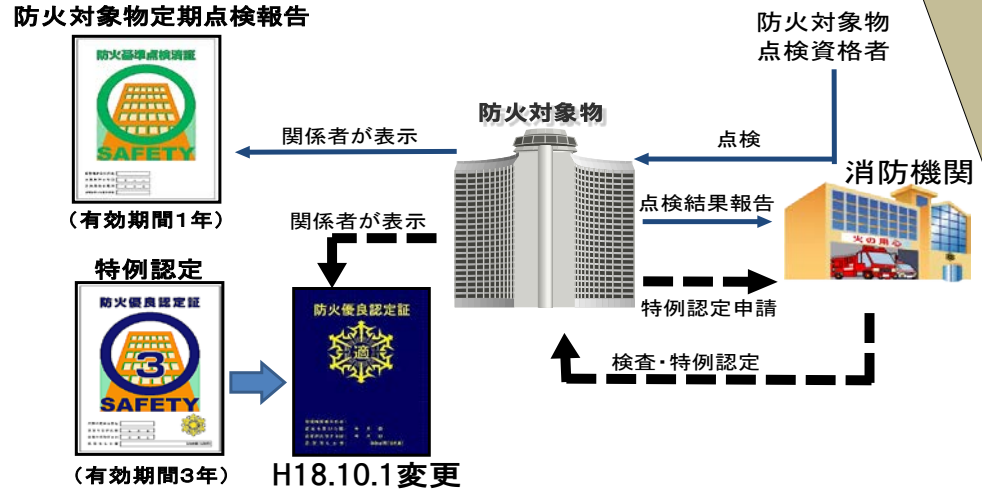 防火対象物定期点検報告
防火基準点検済証
SAFETY
(有効期間1年)
関係者が表示
防火対象物
防火対象物
点検資格者
点検
消防機関
点検結果報告
火の用心
関係者が表示
特例認定申請
検査・特例認定
特例認定
防火優良認定証
3
SAFETY
(有効期間3年)
防火優良認定証
適
H18.10.1変更